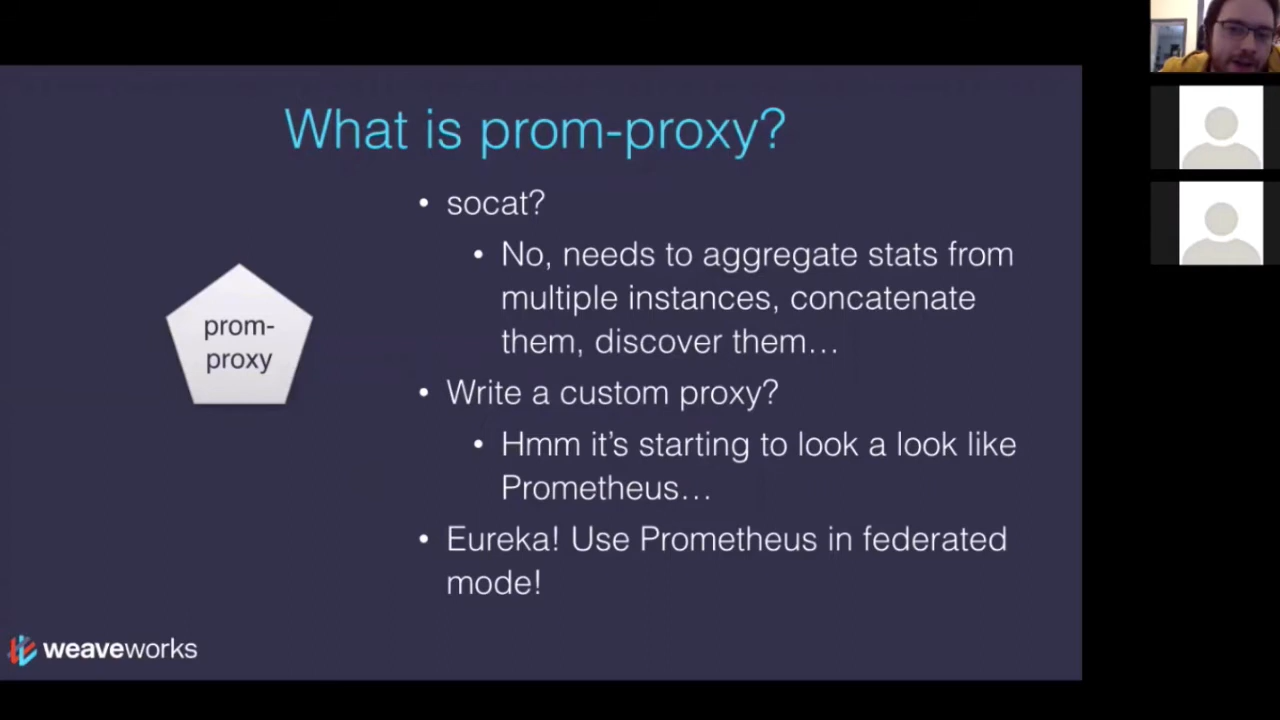 What is prom-proxy?
prom-
proxy
• socat?
• No, needs to aggregate stats from
multiple instances, concatenate
them, discover them…
• Write a custom proxy?
• Hmm it's starting to look a look like
Prometheus…
• Eureka! Use Prometheus in federated
mode!
weaveworks